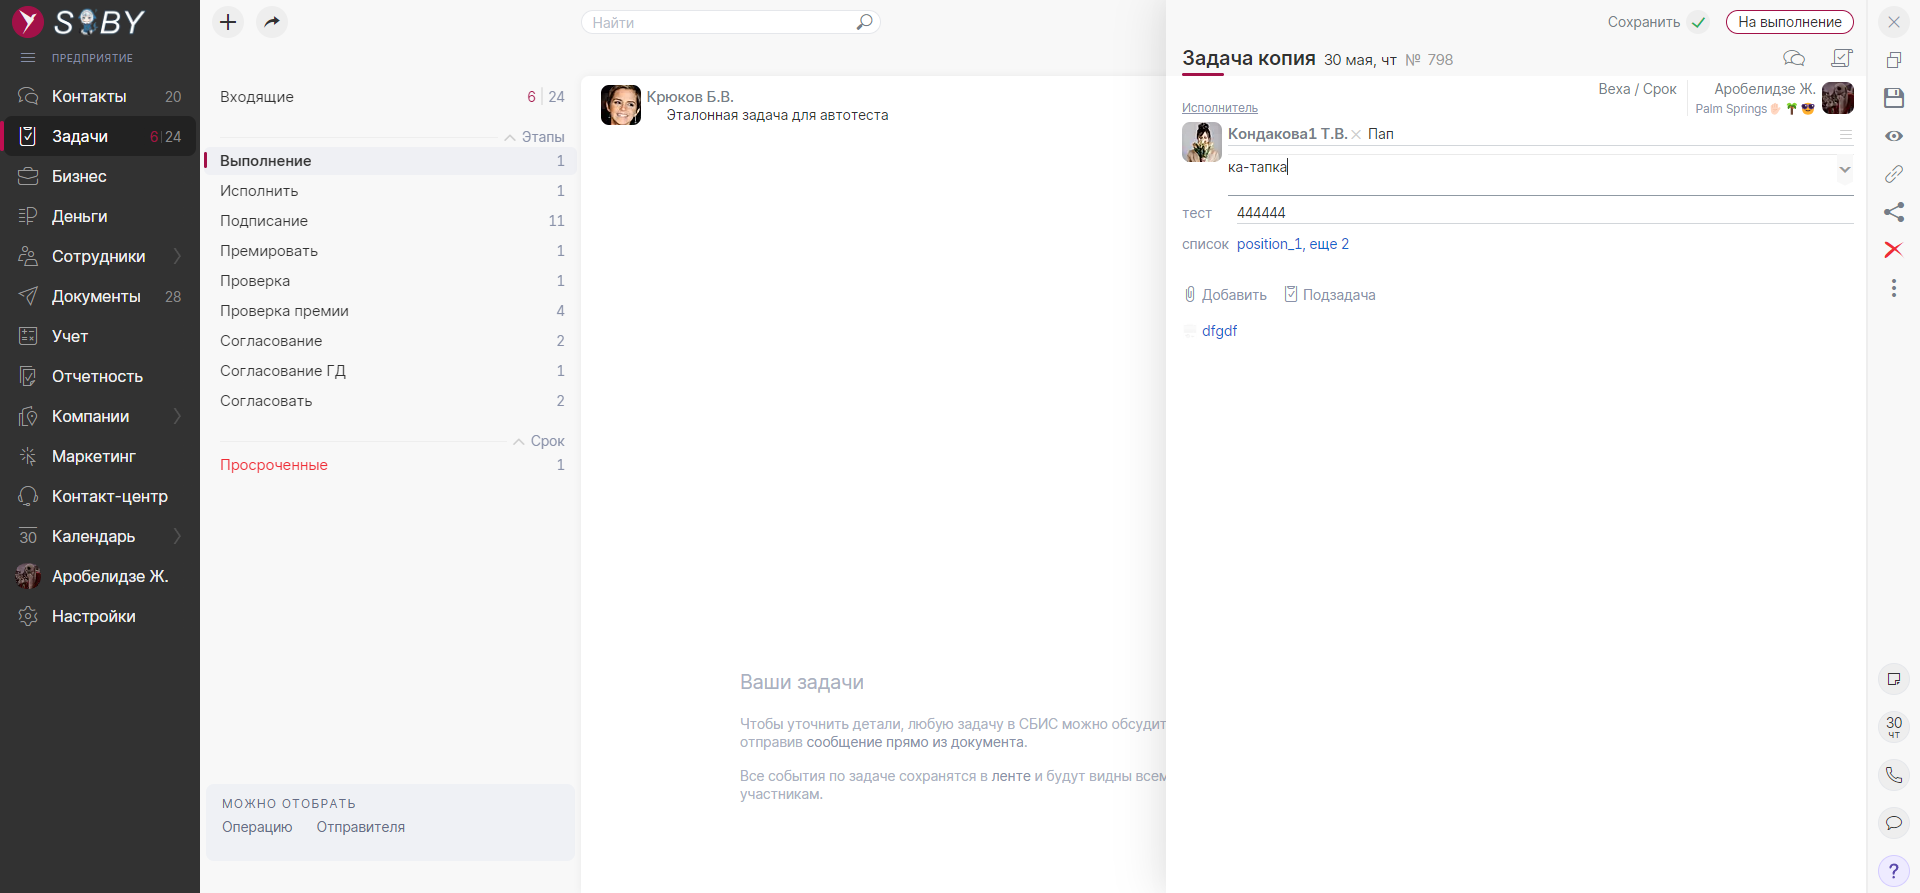 SBY
ПРЕДПРИЯТИЕ
Контакты 20
Задачи 6 24
Бизнес
Деньги
Сотрудники
Документы 28
Учет
Отчетность
Компании
Маркетинг
Контакт-центр
30 Календарь
Аробелидзе Ж.
Настройки
Найти
Входящие 6 24
Этапы
Выполнение 1
Исполнить 1
Подписание 11
Премировать 1
Проверка 1
Проверка премии 4
Согласование 2
Согласование ГД 1
Согласовать 2
Срок
Просроченные 1
МОЖНО ОТОБРАТЬ
Операцию Отправителя
Крюков Б.В.
Эталонная задача для автотеста
Ваши задачи
Чтобы уточнить детали, любую задачу в СБИС можно обсудит
отправив сообщение прямо из документа.
Все события по задаче сохранятся в ленте и будут видны всем
участникам.
Сохранить На выполнение
Задача копия 30 мая, чт № 798
Веха / Срок Аробелидзе Ж.
Исполнитель Palm Springs
Кондакова1 Т.В. Пап
ка-тапка
тест 444444
список position_1, еще 2
Добавить Подзадача
dfgdf
30
чт
?